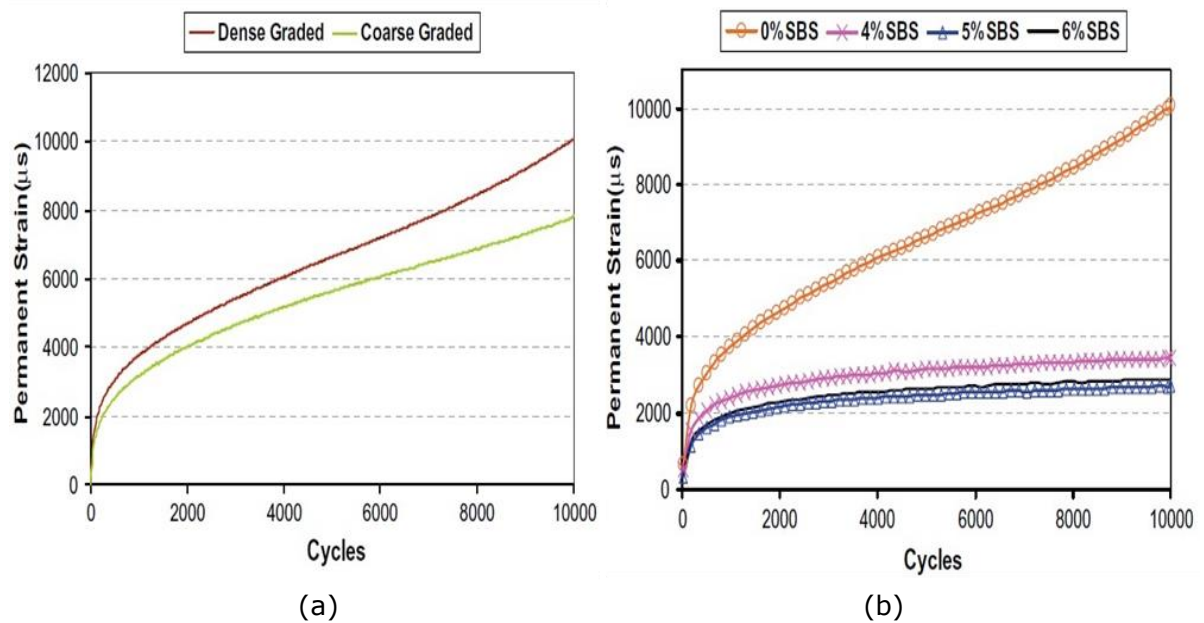 Dense Graded Coarse Graded
12000
10000
8000
6000
4000
2000
0
Permanent Strain(µs)
0 2000 4000 6000 8000 10000
Cycles
(a)
0%SBS 4%SBS 5%SBS 6%SBS
10000
8000
6000
4000
2000
0
Permanent Strain(µs)
0 2000 4000 6000 8000 10000
Cycles
(b)